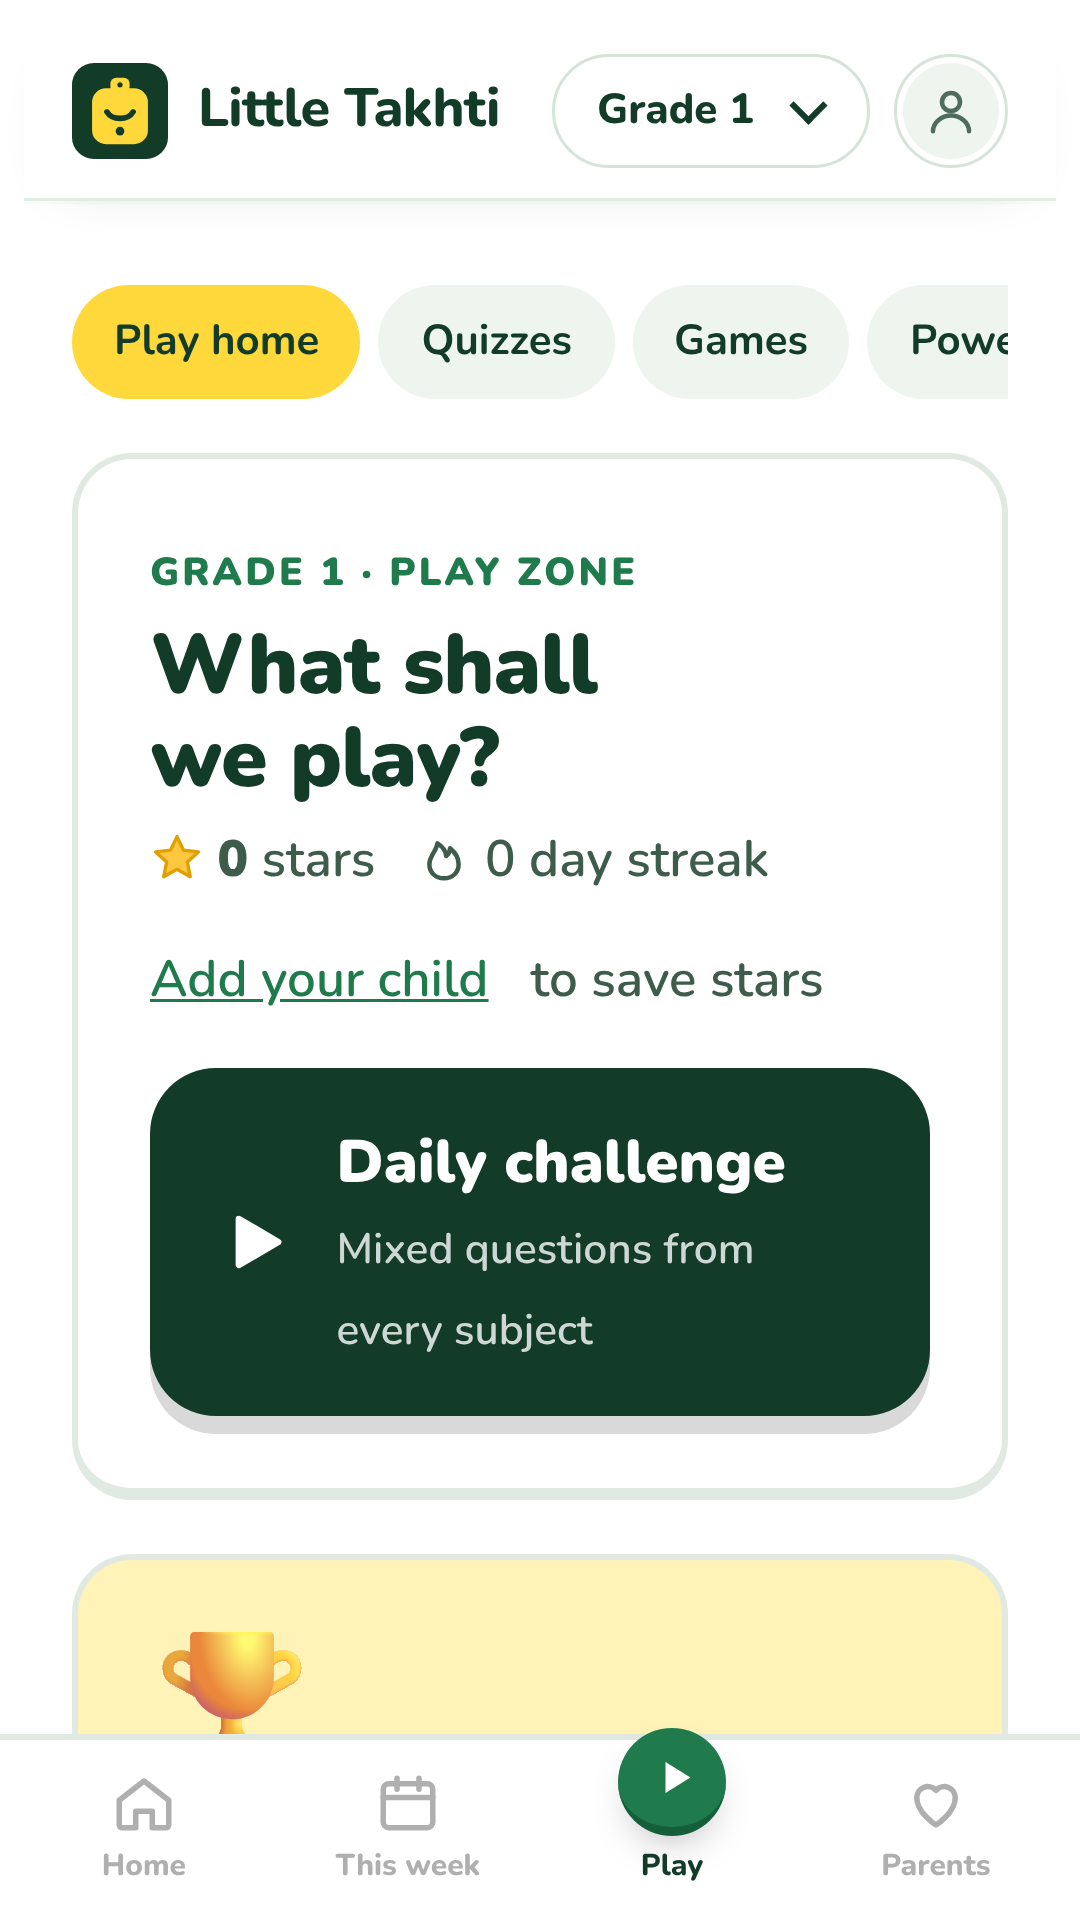 Little Takhti
Grade 1
Play home
Quizzes
Games
Powe
GRADE 1 · PLAY ZONE
What shall
we play?
0 stars
0 day streak
Add your child to save stars
Daily challenge
Mixed questions from
every subject
Home
This week
Play
Parents